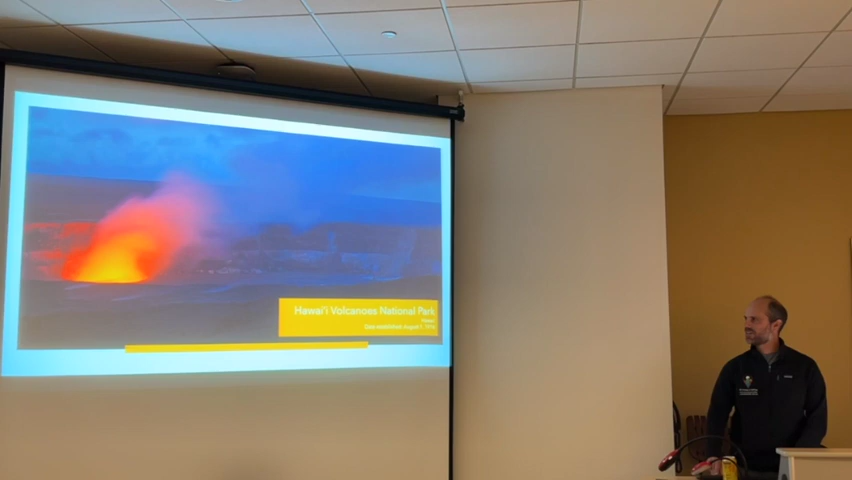 Hawai'i Volcanoes National Park
Hawaii
Date established: August 1, 1916